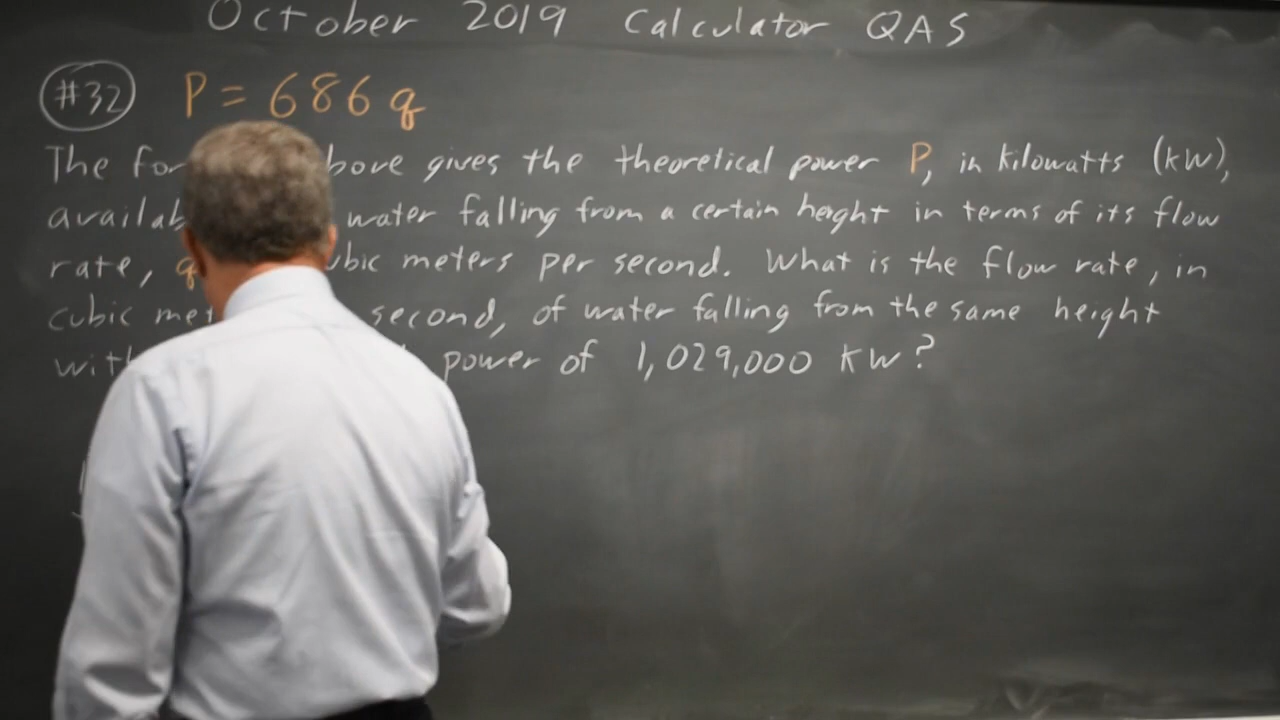 October 2019 Calculator QAS
#32 P = 686 q
The for bove gives the theoretical power P, in kilowatts (kW),
availab water falling from a certain height in terms of its flow
rate, q ubic meters per second. What is the flow rate, in
cubic met second, of water falling from the same height
with power of 1,029,000 kW?